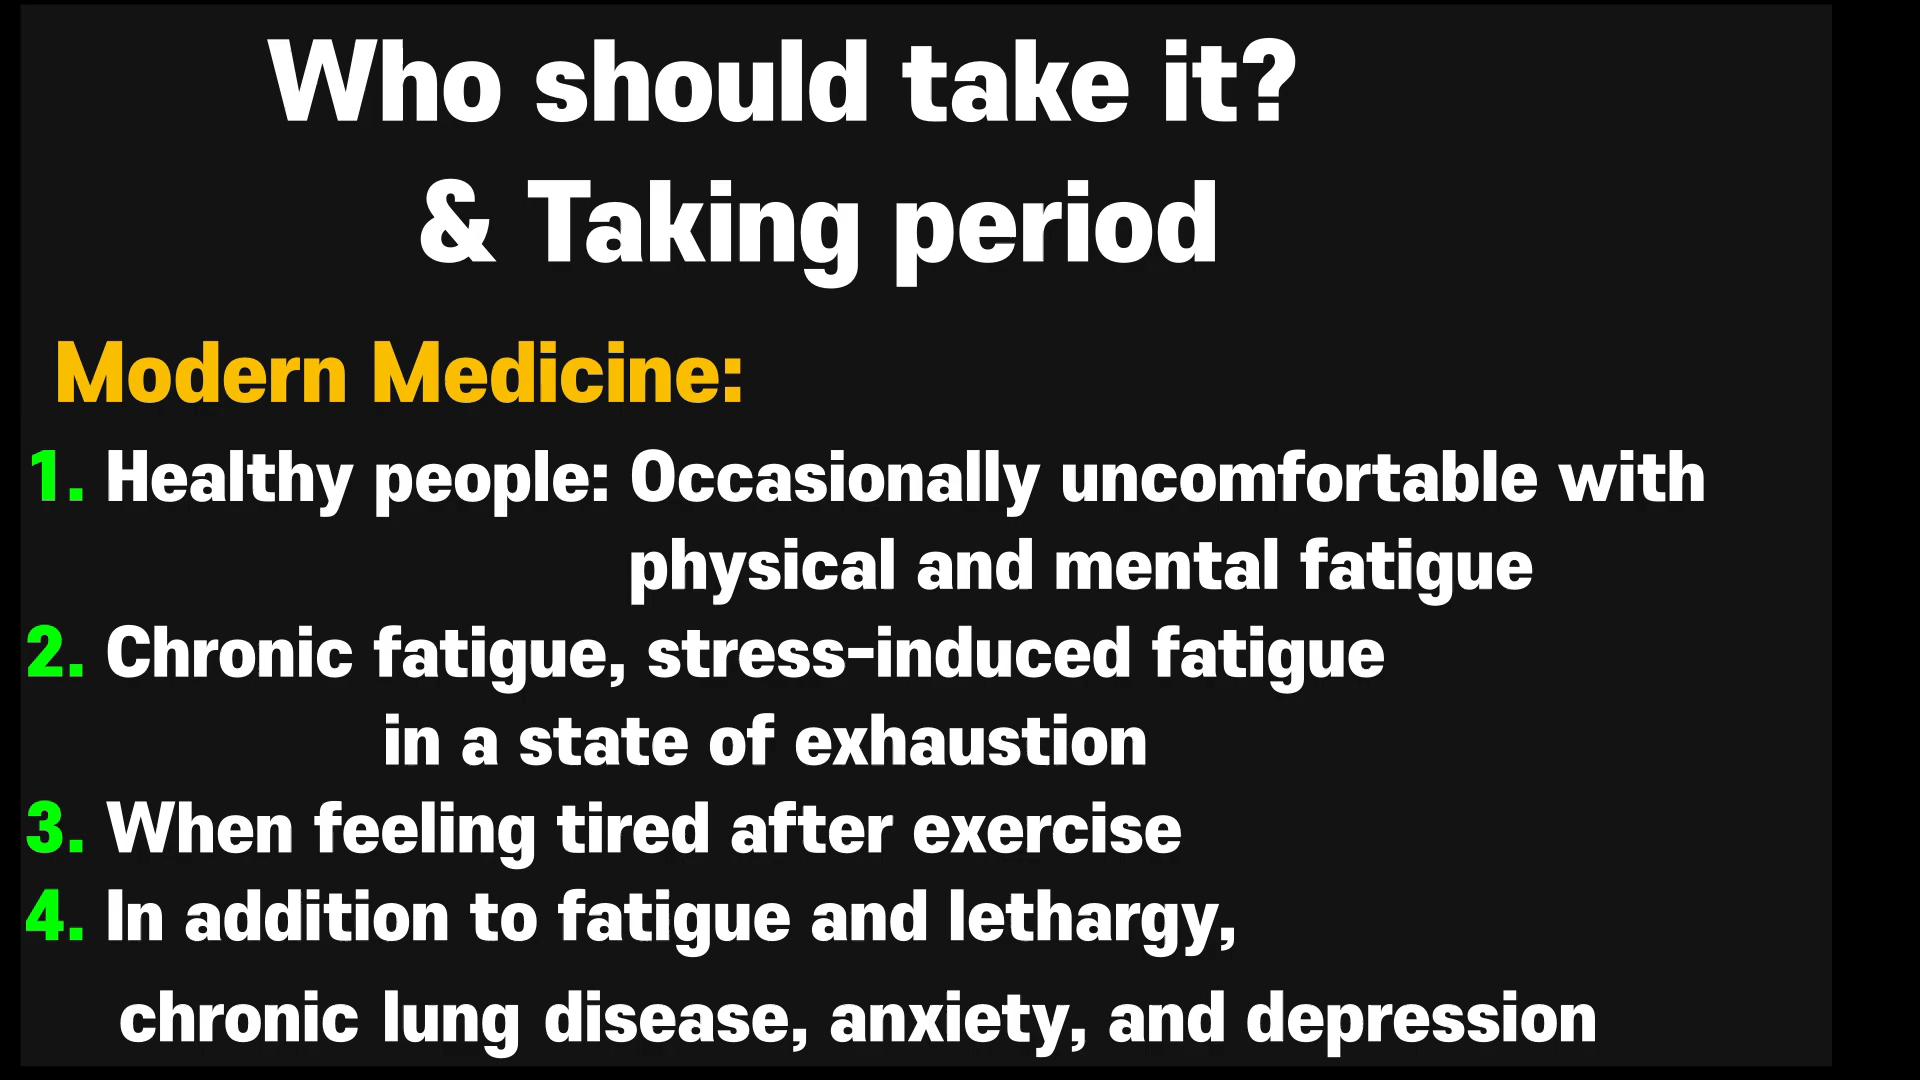 Who should take it?
& Taking period
Modern Medicine:
1. Healthy people: Occasionally uncomfortable with
physical and mental fatigue
2. Chronic fatigue, stress-induced fatigue
in a state of exhaustion
3. When feeling tired after exercise
4. In addition to fatigue and lethargy,
chronic lung disease, anxiety, and depression